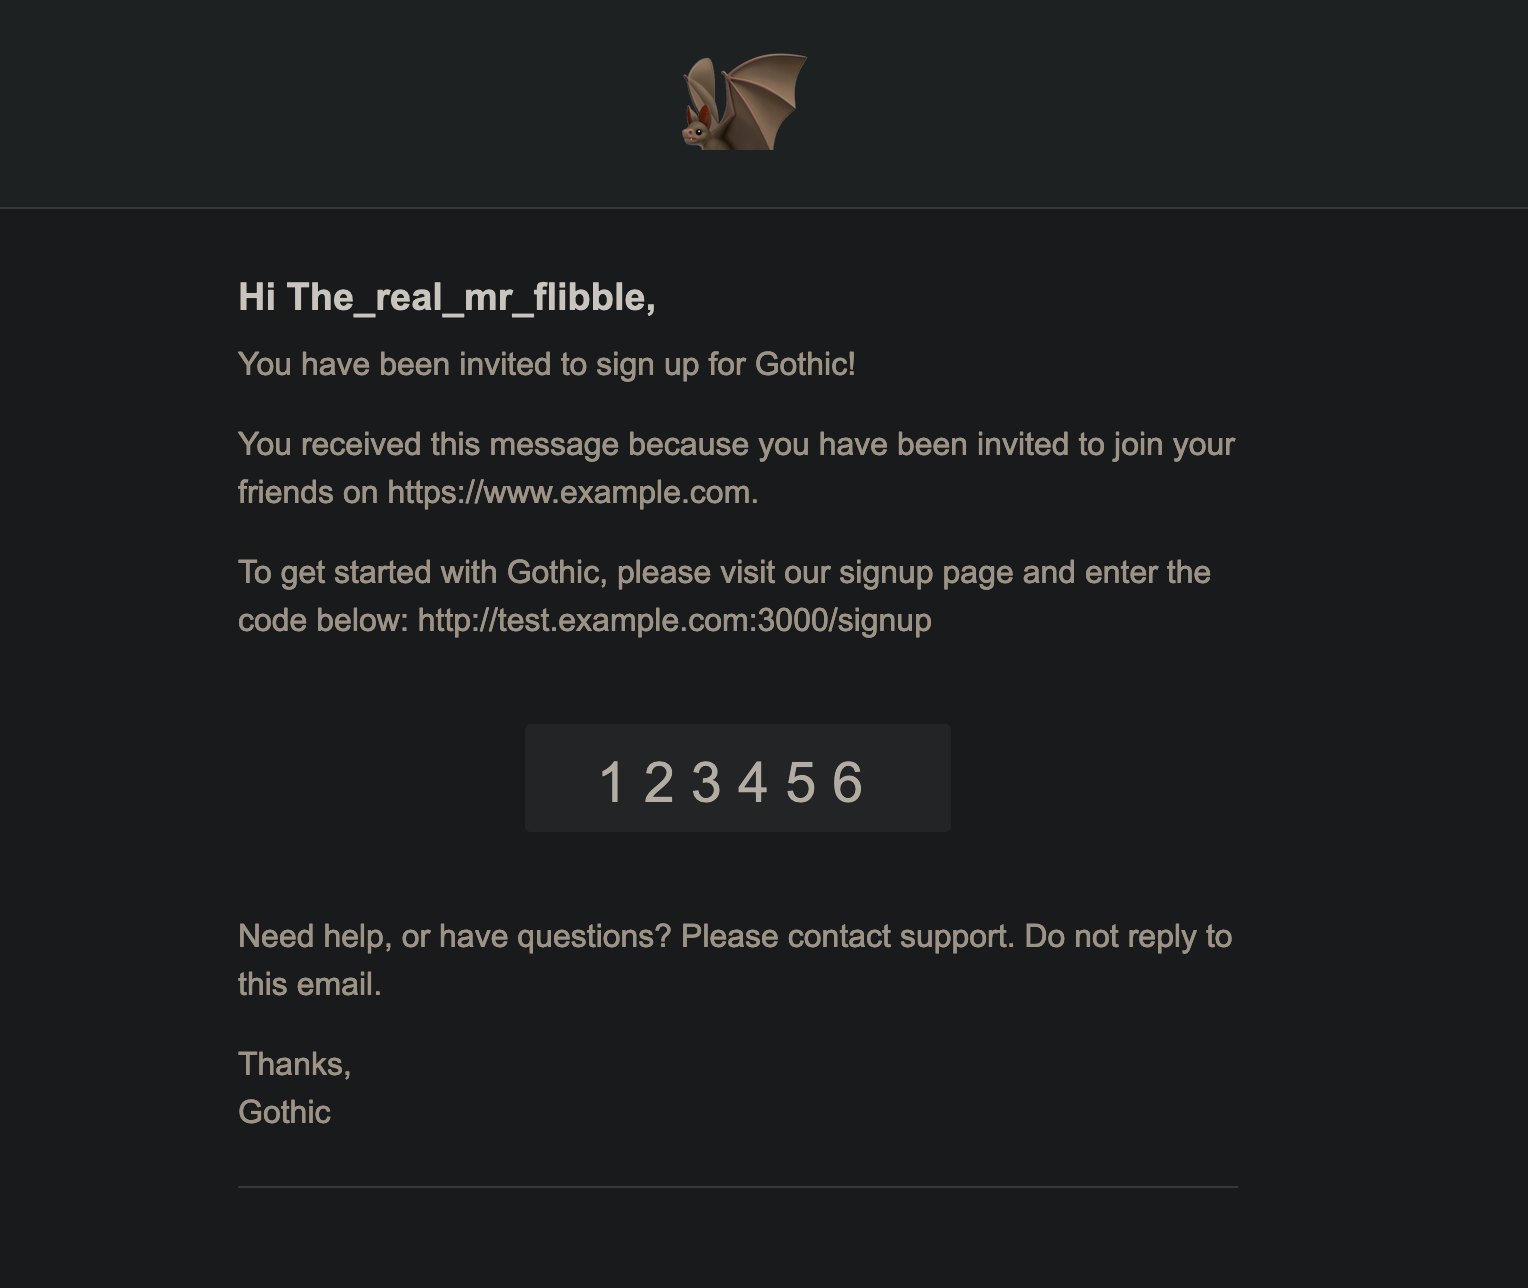 Hi The_real_mr_flibble,
You have been invited to sign up for Gothic!
You received this message because you have been invited to join your
friends on https://www.example.com.
To get started with Gothic, please visit our signup page and enter the
code below: http://test.example.com:3000/signup
1 2 3 4 5 6
Need help, or have questions? Please contact support. Do not reply to
this email.
Thanks,
Gothic